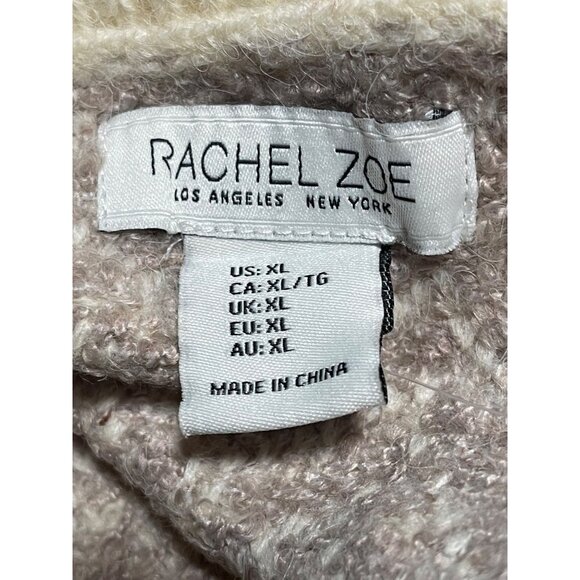 RACHEL ZOE
LOS ANGELES NEW YORK
US: XL
CA: XL/TG
UK: XL
EU: XL
AU: XL
MADE IN CHINA